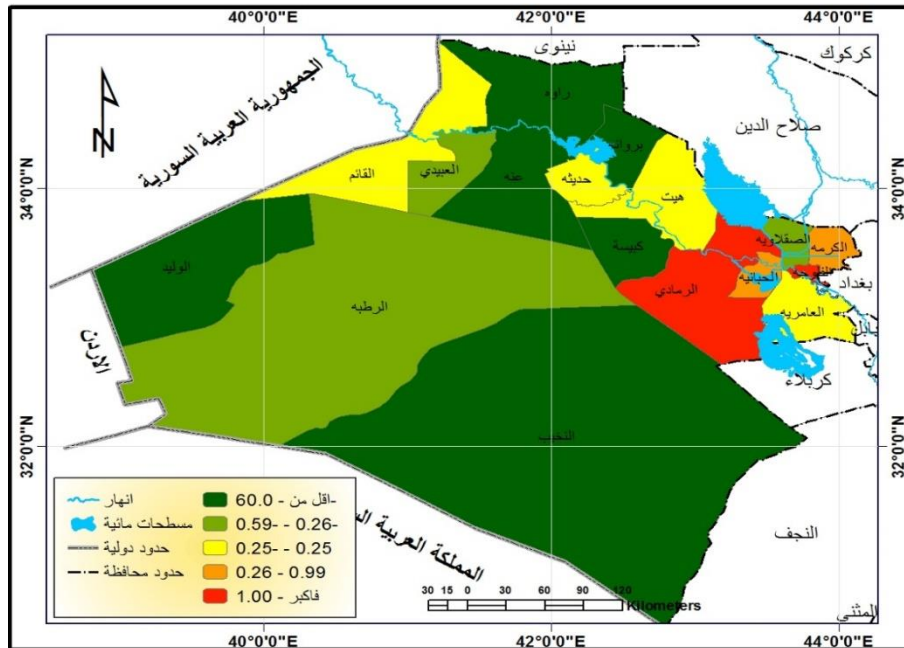 40°0'0"E 42°0'0"E 44°0'0"E
نينوى
كركوك
صلاح الدين
الجمهورية العربية السورية
راوه
بروانه
القائم
العبيدي
عنه
حديثه
هيت
34°0'0"N 34°0'0"N
الوليد
كبيسة
الصقلاويه
الكرمه
الحبانيه
بغداد
الرطبه
الرمادي
العامريه
بابل
الاردن
كربلاء
32°0'0"N 32°0'0"N
النخيب
النجف
المملكة العربية الس
المثنى
N
انهار
مسطحات مائية
حدود دولية
حدود محافظة
-اقل من - 60.0
-0.26 - -0.59
0.25 - -0.25
0.99 - 0.26
فاكبر - 1.00
30 15 0 30 60 90 120
Kilometers
40°0'0"E 42°0'0"E 44°0'0"E